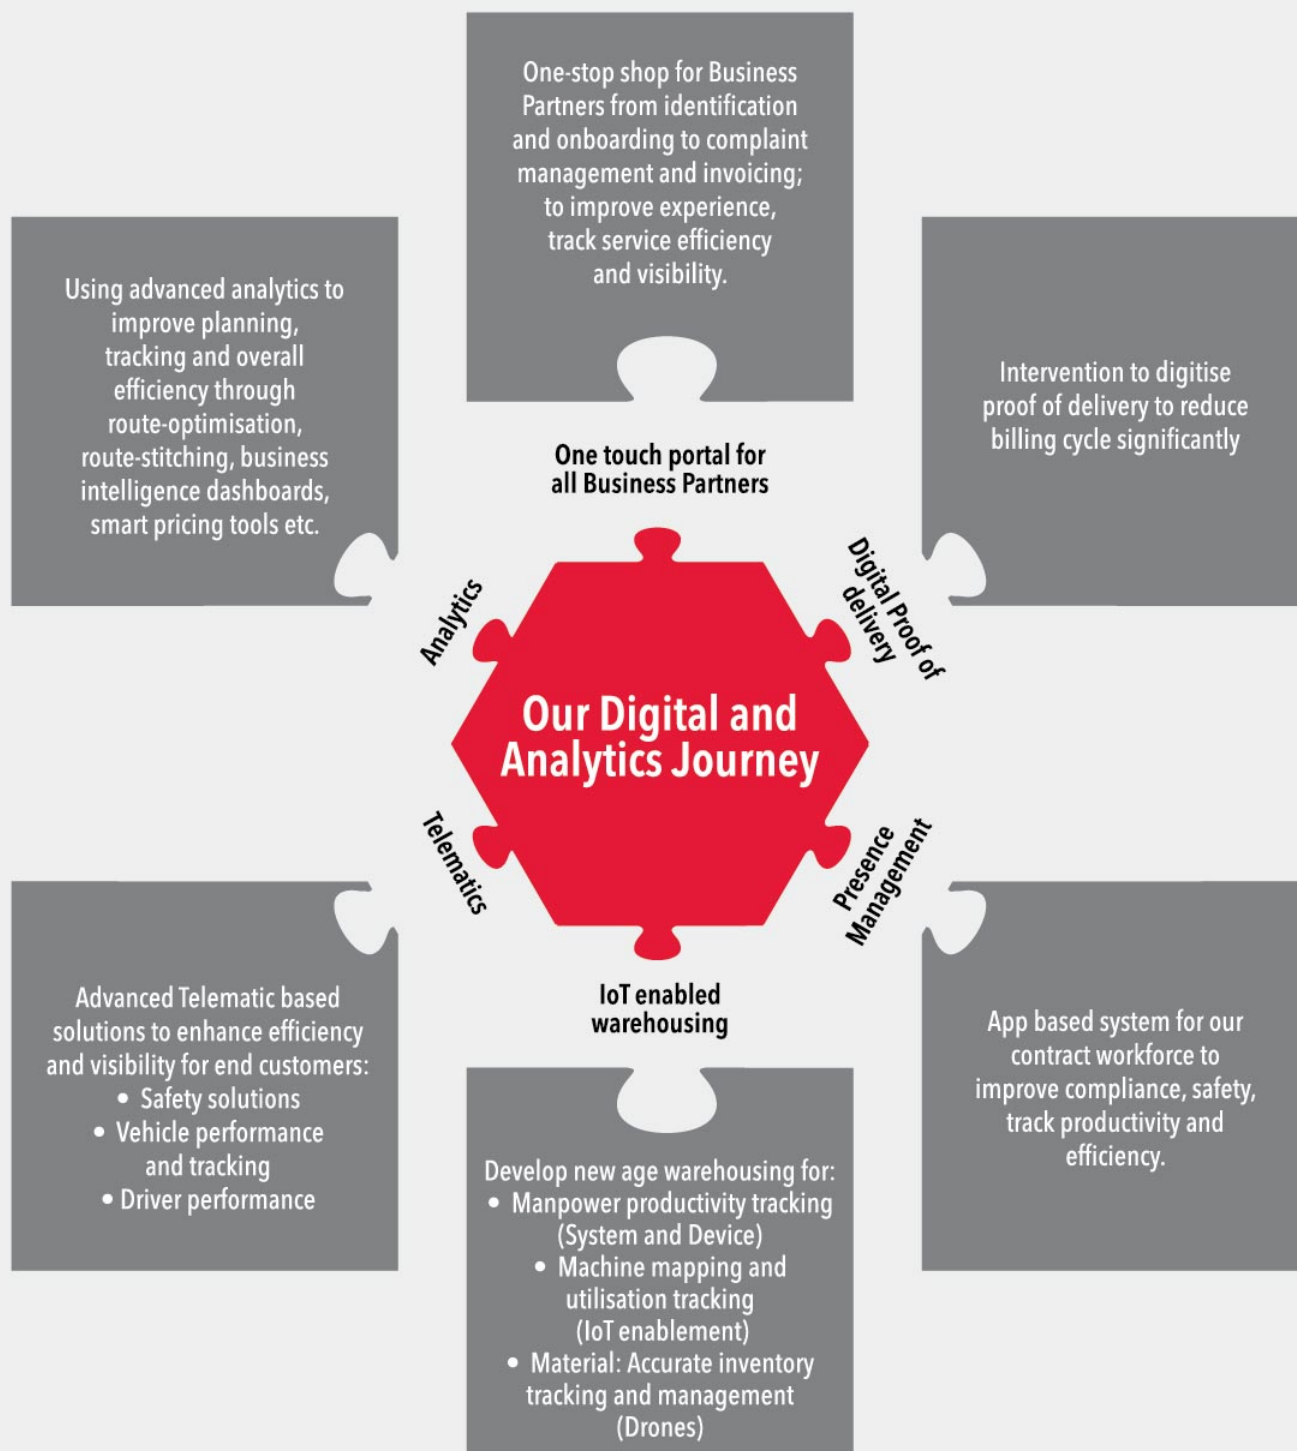 One-stop shop for Business
Partners from identification
and onboarding to complaint
management and invoicing;
to improve experience,
track service efficiency
and visibility.
Using advanced analytics to
improve planning,
tracking and overall
efficiency through
route-optimisation,
route-stitching, business
intelligence dashboards,
smart pricing tools etc.
Intervention to digitise
proof of delivery to reduce
billing cycle significantly
One touch portal for
all Business Partners
Analytics
Digital Proof of
delivery
Our Digital and
Analytics Journey
Telematics
Presence
Management
IoT enabled
warehousing
Advanced Telematic based
solutions to enhance efficiency
and visibility for end customers:
• Safety solutions
• Vehicle performance
and tracking
• Driver performance
App based system for our
contract workforce to
improve compliance, safety,
track productivity and
efficiency.
Develop new age warehousing for:
• Manpower productivity tracking
(System and Device)
• Machine mapping and
utilisation tracking
(IoT enablement)
• Material: Accurate inventory
tracking and management
(Drones)